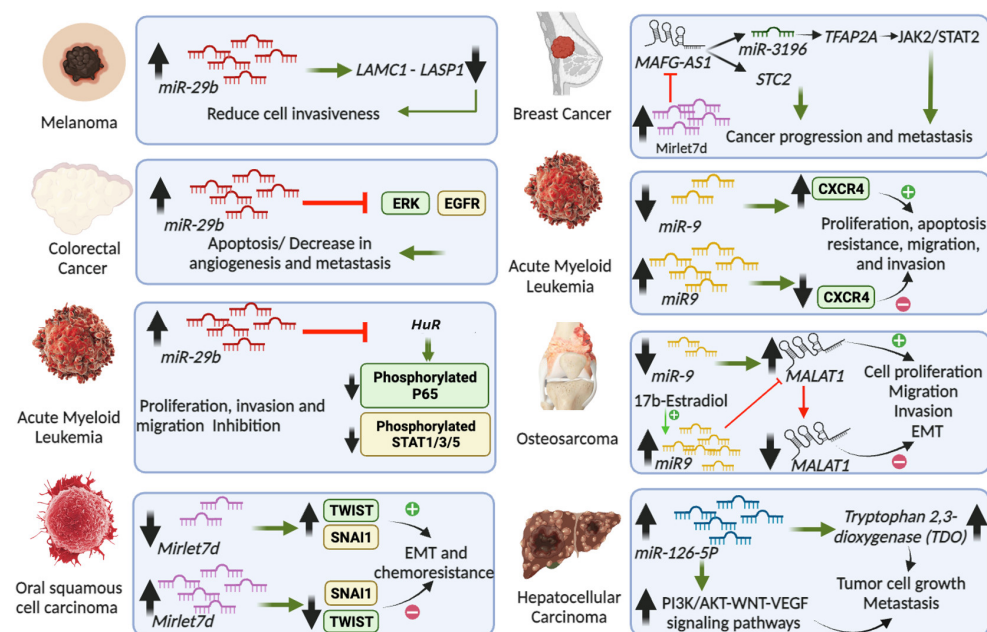 Melanoma
miR-29b
LAMC1 - LASP1
Reduce cell invasiveness
Colorectal
Cancer
miR-29b
ERK
EGFR
Apoptosis/ Decrease in
angiogenesis and metastasis
Acute Myeloid
Leukemia
miR-29b
HuR
Phosphorylated
P65
Phosphorylated
STAT1/3/5
Proliferation, invasion and
migration Inhibition
Oral squamous
cell carcinoma
Mirlet7d
TWIST
SNAI1
EMT and
chemoresistance
Mirlet7d
SNAI1
TWIST
Breast Cancer
MAFG-AS1
miR-3196
TFAP2A
JAK2/STAT2
STC2
Mirlet7d
Cancer progression and metastasis
Acute Myeloid
Leukemia
miR-9
CXCR4
Proliferation, apoptosis
resistance, migration,
and invasion
miR9
CXCR4
Osteosarcoma
miR-9
MALAT1
Cell proliferation
Migration
Invasion
EMT
17b-Estradiol
miR9
MALAT1
Hepatocellular
Carcinoma
miR-126-5P
Tryptophan 2,3-
dioxygenase (TDO)
Tumor cell growth
Metastasis
PI3K/AKT-WNT-VEGF
signaling pathways